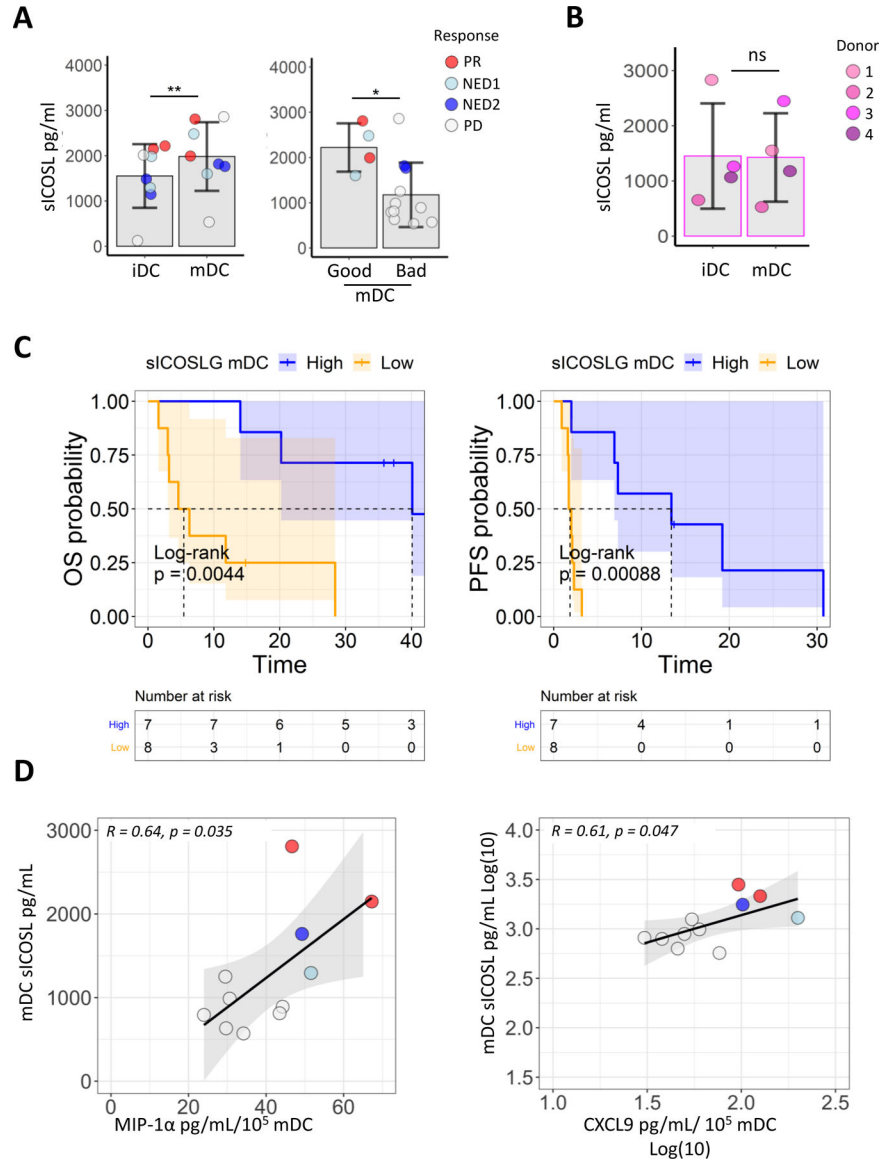 A
sICOSL pg/ml
4000
3000
2000
1000
0
**
iDC
mDC
4000
3000
2000
1000
0
*
Good
Bad
mDC
Response
PR
NED1
NED2
PD
B
sICOSL pg/ml
3000
2000
1000
0
ns
iDC
mDC
Donor
1
2
3
4
C
sICOSLG mDC High Low
OS probability
1.00
0.75
0.50
0.25
0.00
Log-rank
p = 0.0044
0 10 20 30 40
Time
Number at risk
High 7 7 6 5 3
Low 8 3 1 0 0
sICOSLG mDC High Low
PFS probability
1.00
0.75
0.50
0.25
0.00
Log-rank
p = 0.00088
0 10 20 30
Time
Number at risk
High 7 4 1 1
Low 8 0 0 0
D
R = 0.64, p = 0.035
mDC sICOSL pg/mL
3000
2000
1000
0
0 20 40 60
MIP-1α pg/mL/10⁵ mDC
R = 0.61, p = 0.047
mDC sICOSL pg/mL Log(10)
4.0
3.5
3.0
2.5
2.0
1.5
1.0 1.5 2.0 2.5
CXCL9 pg/mL/ 10⁵ mDC
Log(10)